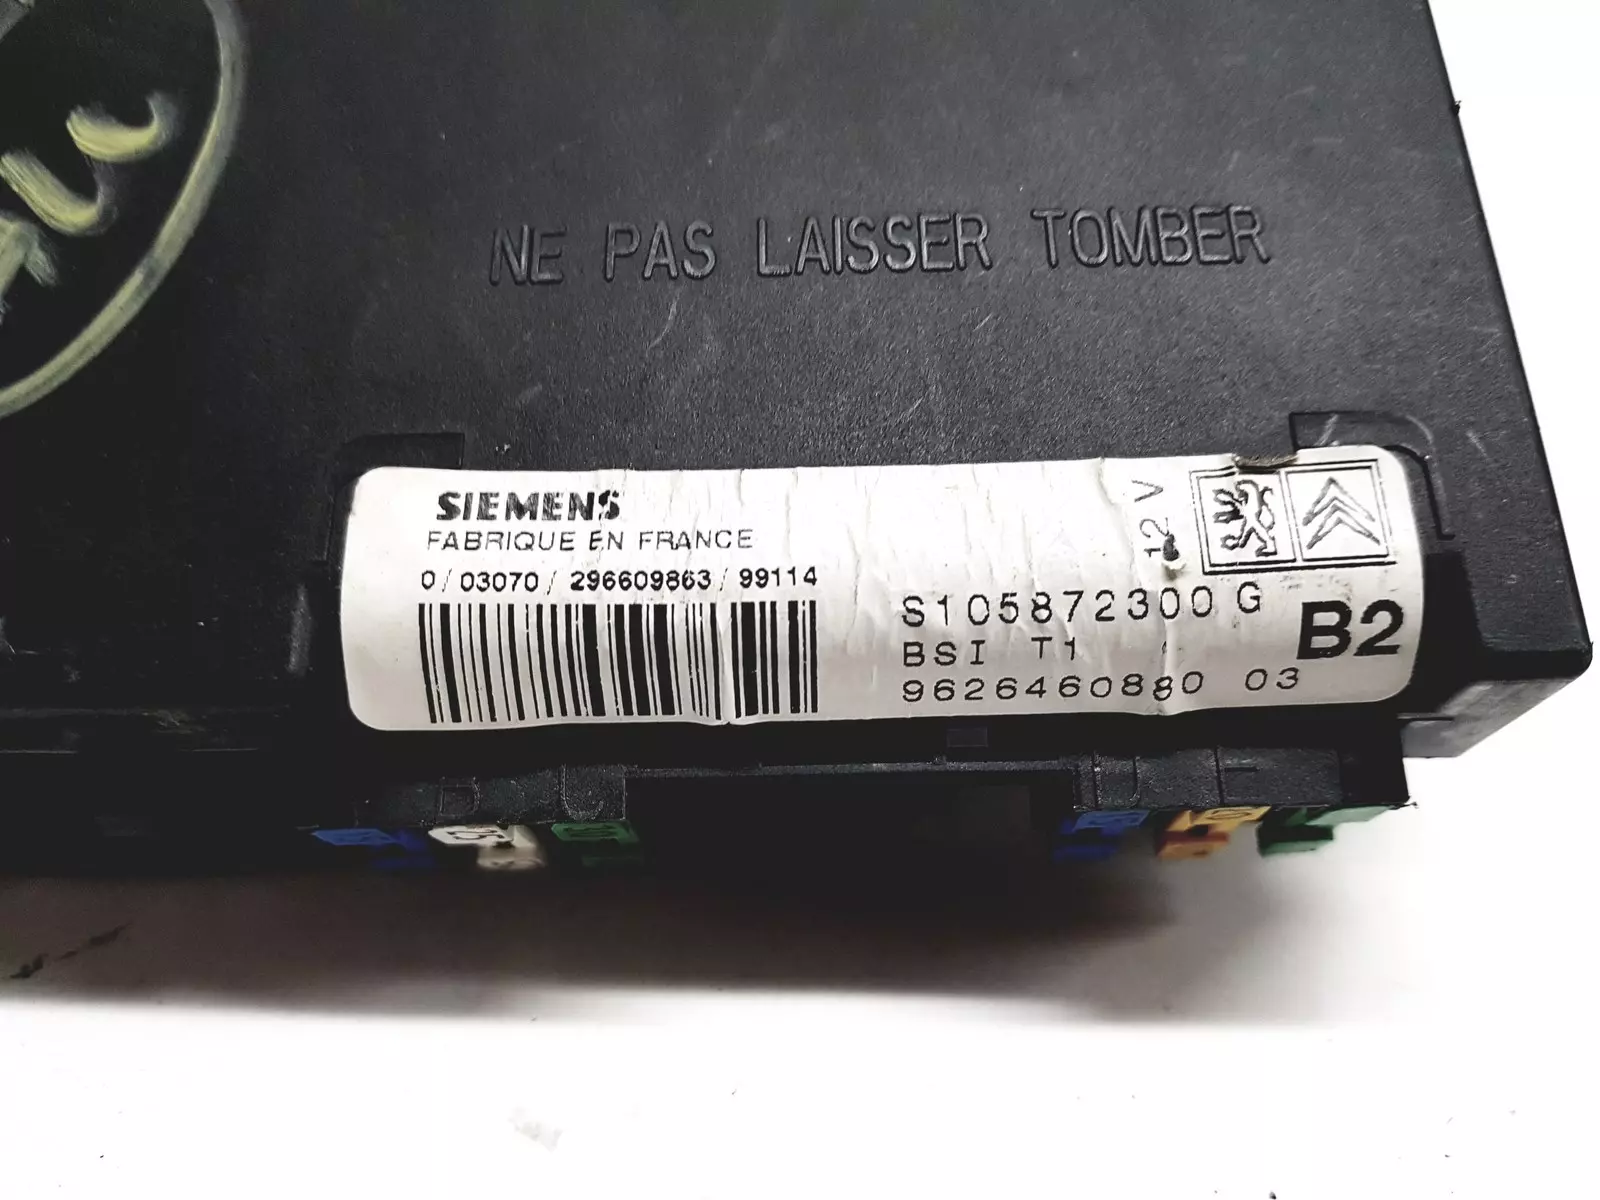 NE PAS LAISSER TOMBER
SIEMENS
FABRIQUE EN FRANCE
0/03070/296609863/99114
12 V
S105872300 G
B2
BSI T1
9626460880 03
25